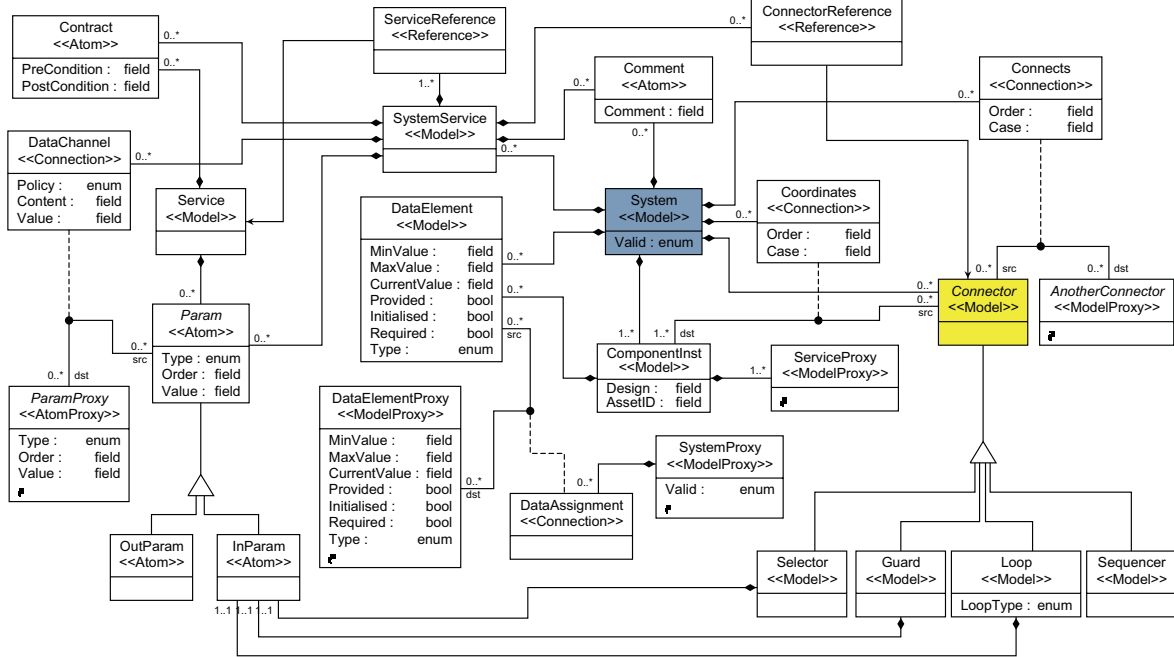 Contract
<<Atom>>
PreCondition : field
PostCondition : field
0..*
0..*
ServiceReference
<<Reference>>
1..*
ConnectorReference
<<Reference>>
0..*
Comment
<<Atom>>
Comment : field
0..*
0..*
Connects
<<Connection>>
Order : field
Case : field
0..*
SystemService
<<Model>>
0..*
DataChannel
<<Connection>>
Policy : enum
Content : field
Value : field
0..*
Service
<<Model>>
0..*
System
<<Model>>
Valid : enum
Coordinates
<<Connection>>
Order : field
Case : field
0..*
DataElement
<<Model>>
MinValue : field
MaxValue : field
CurrentValue : field
Provided : bool
Initialised : bool
Required : bool
Type : enum
0..*
0..*
0..*
src
Connector
<<Model>>
0..*
src
0..*
0..*
src
AnotherConnector
<<ModelProxy>>
0..*
dst
Param
<<Atom>>
Type : enum
Order : field
Value : field
0..*
0..*
src
ComponentInst
<<Model>>
Design : field
AssetID : field
1..*
1..*
dst
ServiceProxy
<<ModelProxy>>
1..*
0..*
dst
ParamProxy
<<AtomProxy>>
Type : enum
Order : field
Value : field
DataElementProxy
<<ModelProxy>>
MinValue : field
MaxValue : field
CurrentValue : field
Provided : bool
Initialised : bool
Required : bool
Type : enum
0..*
dst
SystemProxy
<<ModelProxy>>
Valid : enum
0..*
DataAssignment
<<Connection>>
OutParam
<<Atom>>
InParam
<<Atom>>
1..1
1..1
1..1
Selector
<<Model>>
Guard
<<Model>>
Loop
<<Model>>
LoopType : enum
Sequencer
<<Model>>